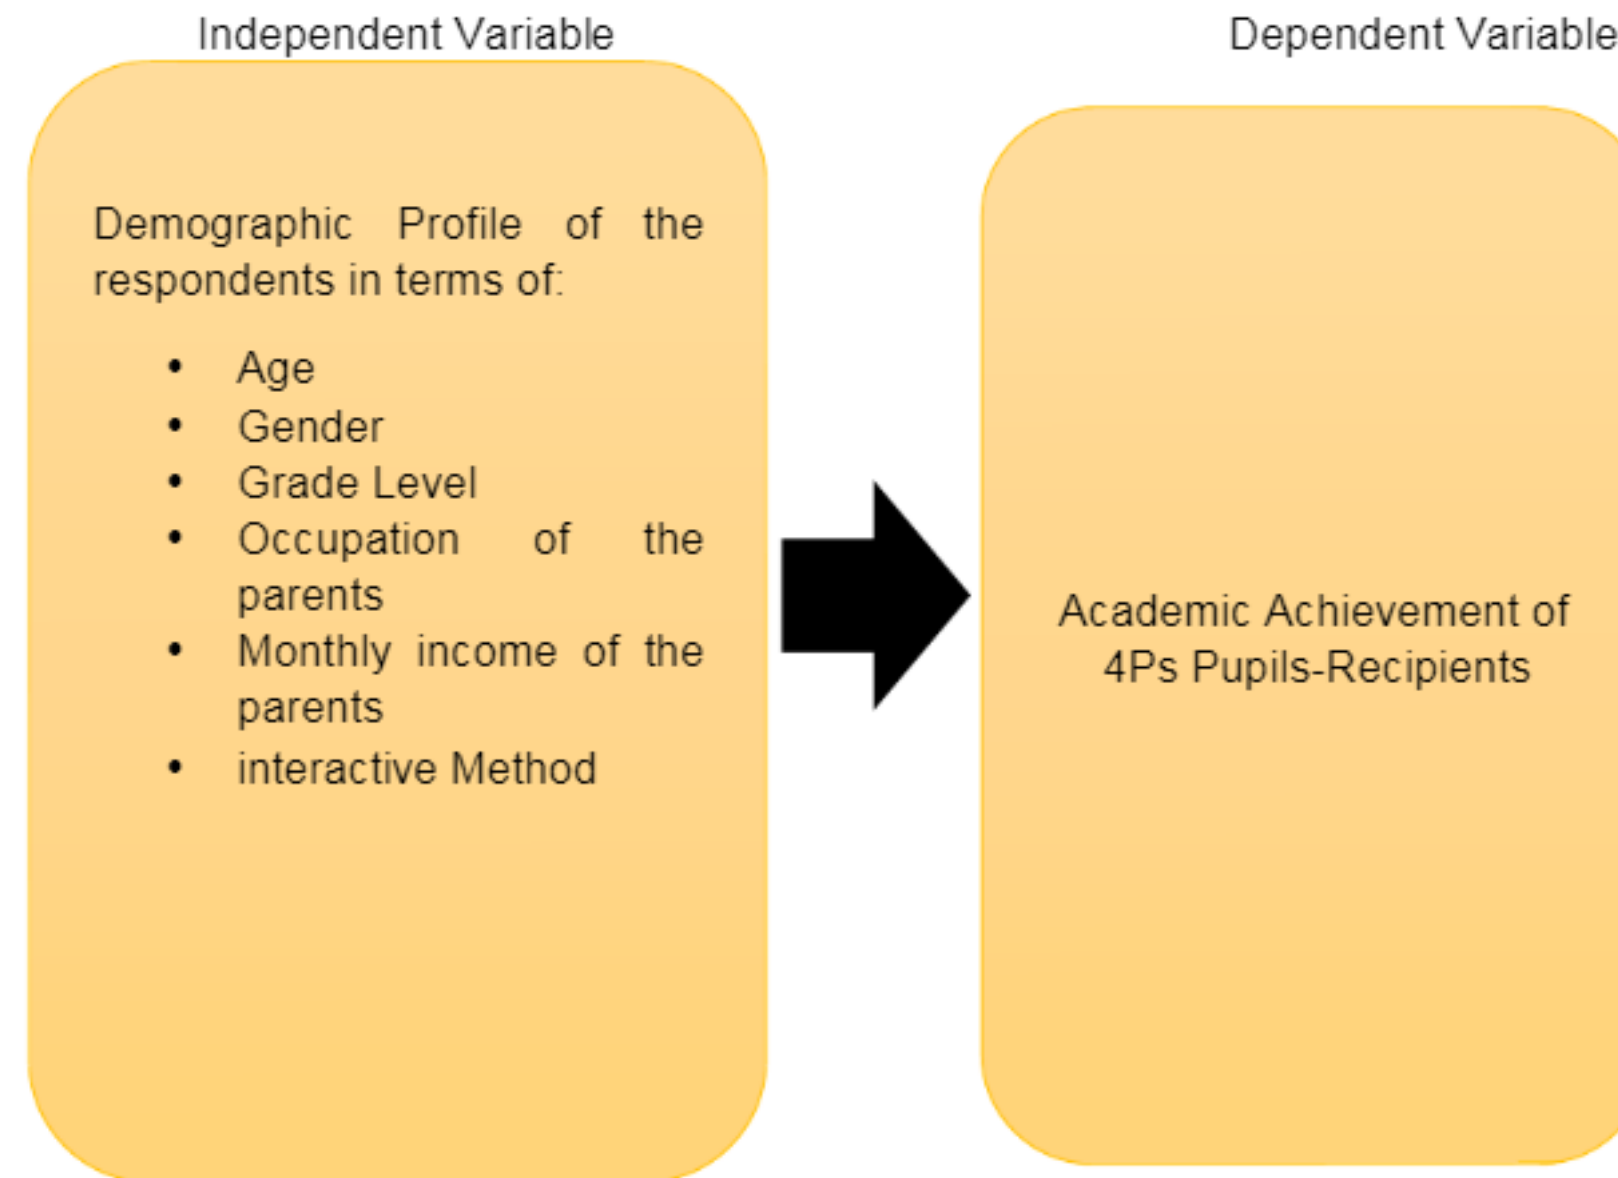 Independent Variable
Dependent Variable
Demographic Profile of the
respondents in terms of:
• Age
• Gender
• Grade Level
• Occupation of the
parents
• Monthly income of the
parents
• interactive Method
Academic Achievement of
4Ps Pupils-Recipients